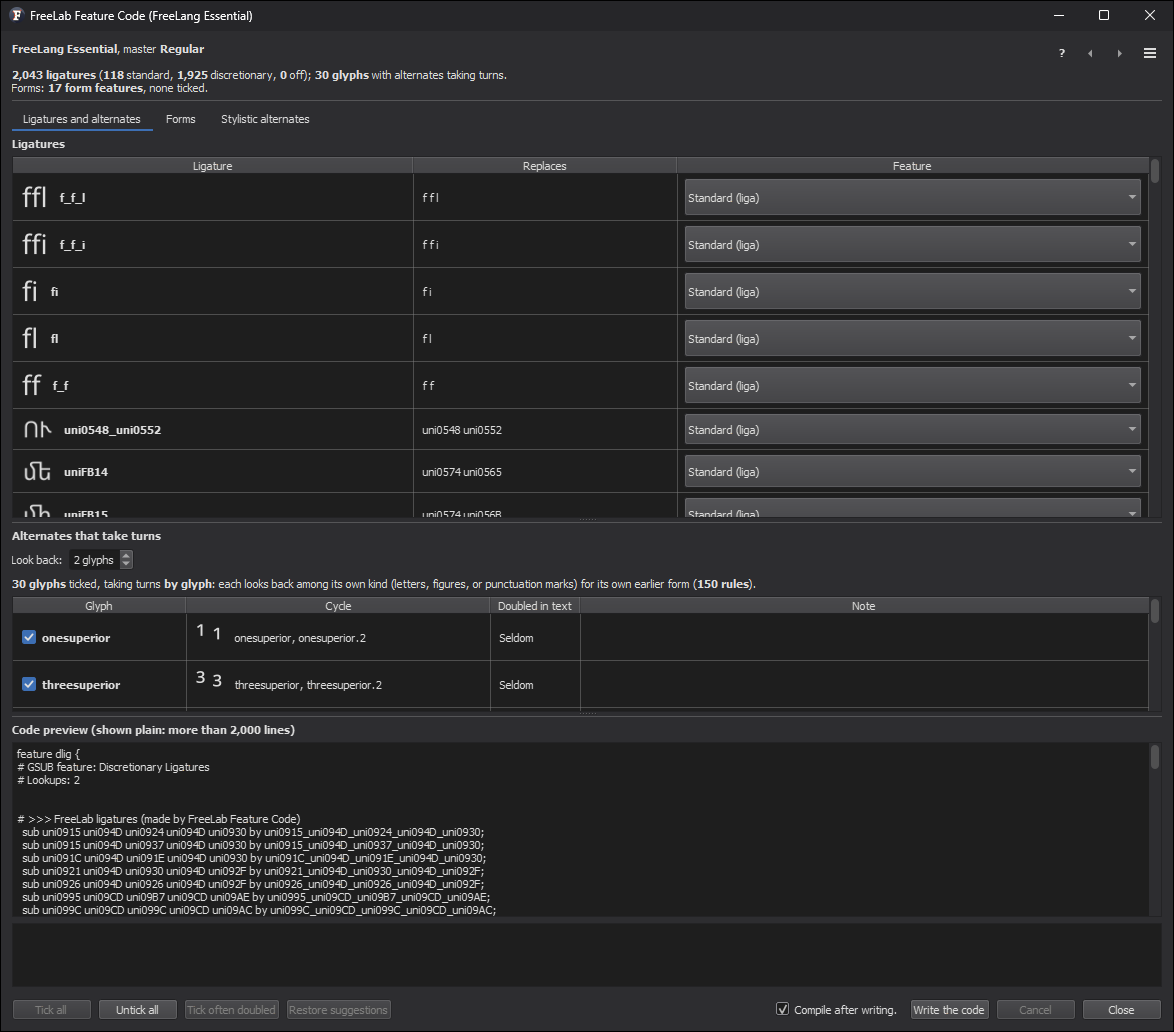 FreeLab Feature Code (FreeLang Essential)
FreeLang Essential, master Regular
?
2,043 ligatures (118 standard, 1,925 discretionary, 0 off); 30 glyphs with alternates taking turns.
Forms: 17 form features, none ticked.
Ligatures and alternates Forms Stylistic alternates
Ligatures
Ligature Replaces Feature
ffl f_f_l f f l Standard (liga)
ffi f_f_i f f i Standard (liga)
fi fi f i Standard (liga)
fl fl f l Standard (liga)
ff f_f f f Standard (liga)
ՈՒ uni0548_uni0552 uni0548 uni0552 Standard (liga)
մե uniFB14 uni0574 uni0565 Standard (liga)
մի uniFB15 uni0574 uni056B Standard (liga)
Alternates that take turns
Look back: 2 glyphs
30 glyphs ticked, taking turns by glyph: each looks back among its own kind (letters, figures, or punctuation marks) for its own earlier form (150 rules).
Glyph Cycle Doubled in text Note
onesuperior 1 1 onesuperior, onesuperior.2 Seldom
threesuperior 3 3 threesuperior, threesuperior.2 Seldom
Code preview (shown plain: more than 2,000 lines)
feature dlig {
# GSUB feature: Discretionary Ligatures
# Lookups: 2
# >>> FreeLab ligatures (made by FreeLab Feature Code)
sub uni0915 uni094D uni0924 uni094D uni0930 by uni0915_uni094D_uni0924_uni094D_uni0930;
sub uni0915 uni094D uni0937 uni094D uni0930 by uni0915_uni094D_uni0937_uni094D_uni0930;
sub uni091C uni094D uni091E uni094D uni0930 by uni091C_uni094D_uni091E_uni094D_uni0930;
sub uni0921 uni094D uni0930 uni094D uni092F by uni0921_uni094D_uni0930_uni094D_uni092F;
sub uni0926 uni094D uni0926 uni094D uni092F by uni0926_uni094D_uni0926_uni094D_uni092F;
sub uni0995 uni09CD uni09B7 uni09CD uni09AE by uni0995_uni09CD_uni09B7_uni09CD_uni09AE;
sub uni099C uni09CD uni099C uni09CD uni09AC by uni099C_uni09CD_uni099C_uni09CD_uni09AC;
Tick all Untick all Tick often doubled Restore suggestions Compile after writing. Write the code Cancel Close